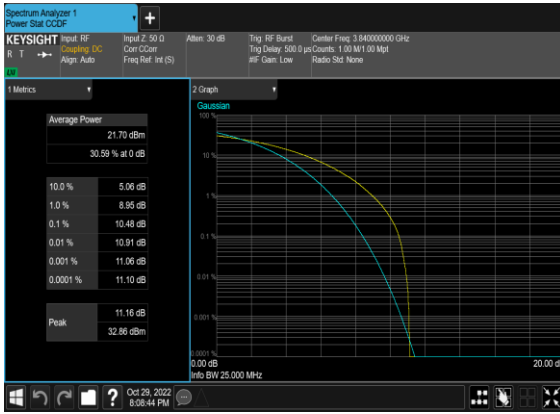 Spectrum Analyzer 1
Power Stat CCDF
KEYSIGHT
R T
LV
Input: RF
Coupling: DC
Align: Auto
Input Z: 50 Ω
Corr CCorr
Freq Ref: Int (S)
Atten: 30 dB
Trig: RF Burst
Trig Delay: 500.0 µs
#IF Gain: Low
Center Freq: 3.840000000 GHz
Counts: 1.00 M/1.00 Mpt
Radio Std: None
1 Metrics
Average Power
21.70 dBm
30.59 % at 0 dB
10.0 % 5.06 dB
1.0 % 8.95 dB
0.1 % 10.48 dB
0.01 % 10.91 dB
0.001 % 11.06 dB
0.0001 % 11.10 dB
Peak
11.16 dB
32.86 dBm
2 Graph
Gaussian
100 %
10 %
1 %
0.1 %
0.01 %
0.001 %
0.0001 %
0.00 dB
20.00 d
Info BW 25.000 MHz
Oct 29, 2022
8:08:44 PM